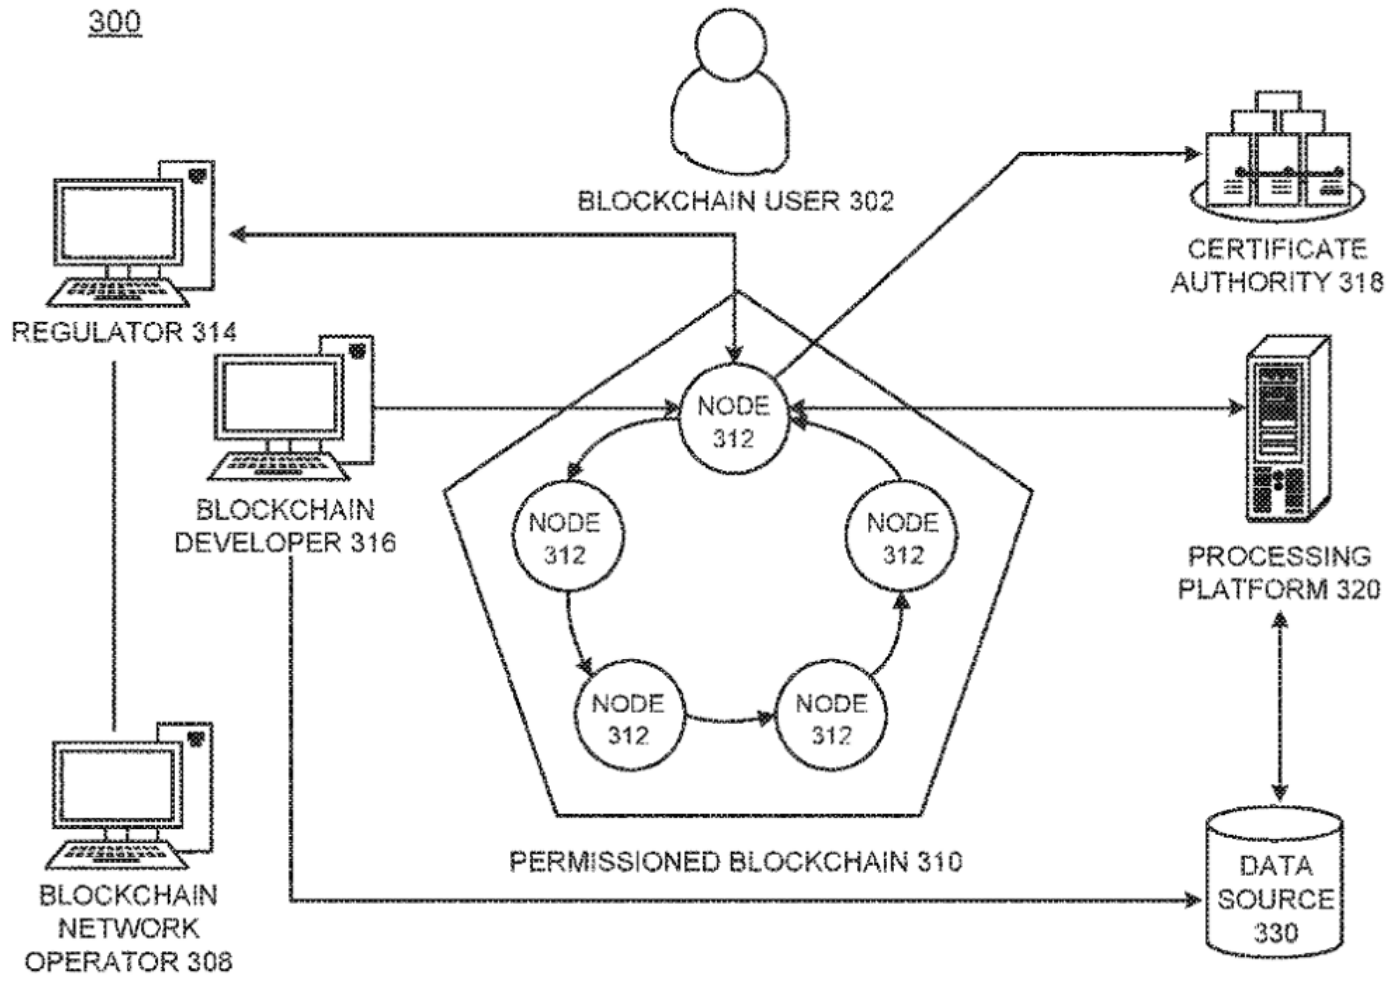 300
BLOCKCHAIN USER 302
CERTIFICATE
AUTHORITY 318
REGULATOR 314
NODE
312
BLOCKCHAIN
DEVELOPER 316
NODE
312
NODE
312
PROCESSING
PLATFORM 320
NODE
312
NODE
312
PERMISSIONED BLOCKCHAIN 310
DATA
SOURCE
330
BLOCKCHAIN
NETWORK
OPERATOR 308